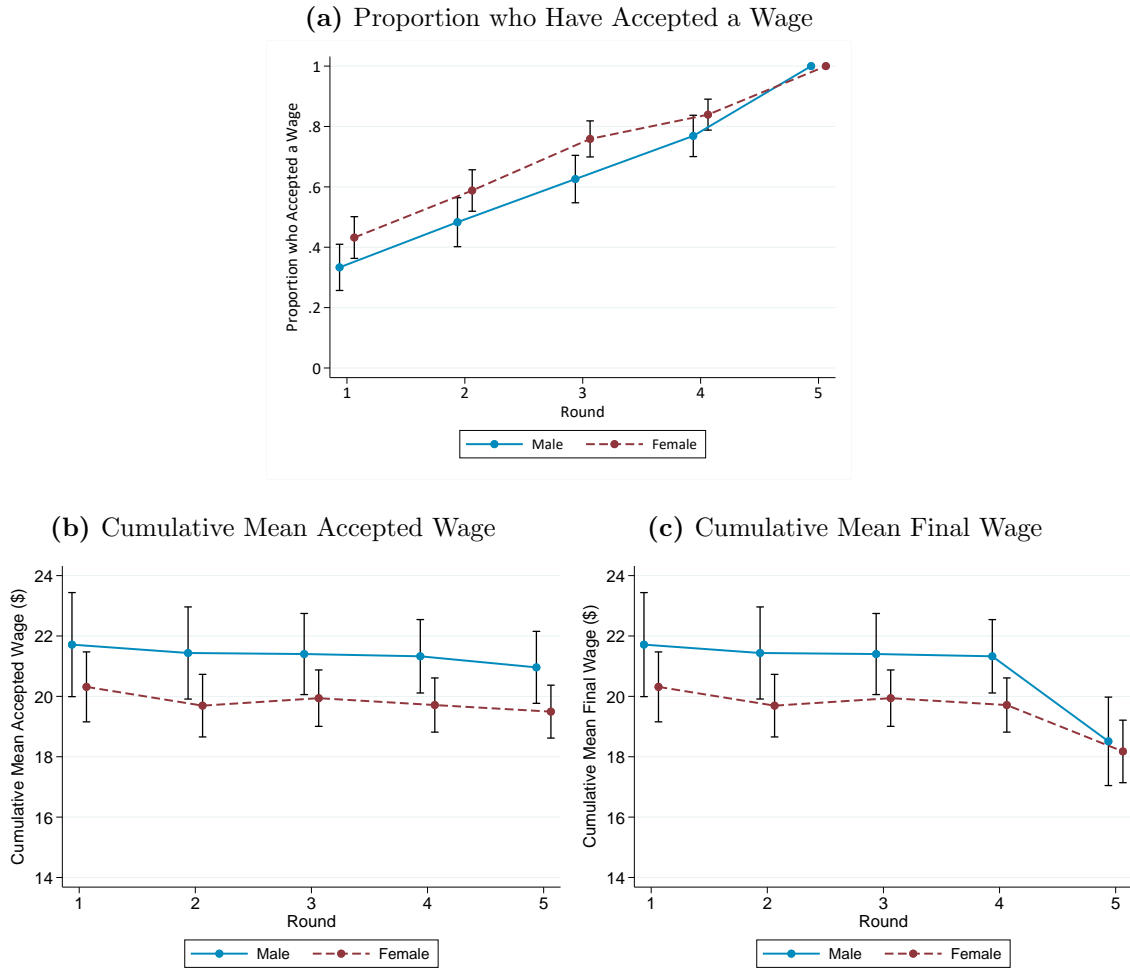 (a) Proportion who Have Accepted a Wage
Proportion who Accepted a Wage
1
.8
.6
.4
.2
0
1 2 3 4 5
Round
Male Female
(b) Cumulative Mean Accepted Wage
Cumulative Mean Accepted Wage ($)
24
22
20
18
16
14
1 2 3 4 5
Round
Male Female
(c) Cumulative Mean Final Wage
Cumulative Mean Final Wage ($)
24
22
20
18
16
14
1 2 3 4 5
Round
Male Female